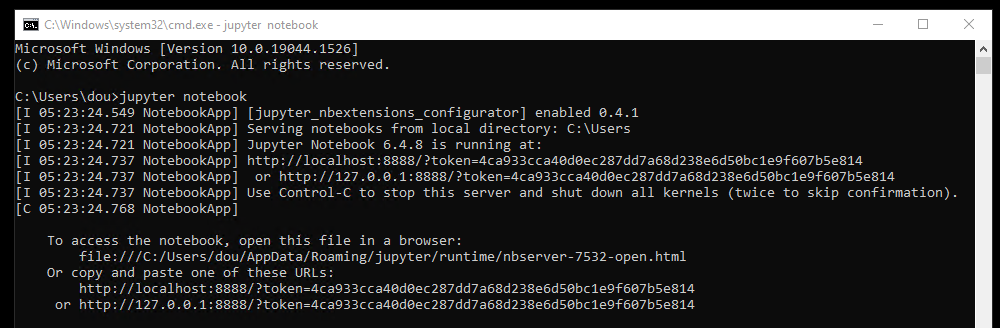 C:\Windows\system32\cmd.exe - jupyter  notebook
Microsoft Windows [Version 10.0.19044.1526]
(c) Microsoft Corporation. All rights reserved.
C:\Users\dou>jupyter notebook
[I 05:23:24.549 NotebookApp] [jupyter_nbextensions_configurator] enabled 0.4.1
[I 05:23:24.721 NotebookApp] Serving notebooks from local directory: C:\Users
[I 05:23:24.721 NotebookApp] Jupyter Notebook 6.4.8 is running at:
[I 05:23:24.737 NotebookApp] http://localhost:8888/?token=4ca933cca40d0ec287dd7a68d238e6d50bc1e9f607b5e814
[I 05:23:24.737 NotebookApp]  or http://127.0.0.1:8888/?token=4ca933cca40d0ec287dd7a68d238e6d50bc1e9f607b5e814
[I 05:23:24.737 NotebookApp] Use Control-C to stop this server and shut down all kernels (twice to skip confirmation).
[C 05:23:24.768 NotebookApp]
To access the notebook, open this file in a browser:
file:///C:/Users/dou/AppData/Roaming/jupyter/runtime/nbserver-7532-open.html
Or copy and paste one of these URLs:
http://localhost:8888/?token=4ca933cca40d0ec287dd7a68d238e6d50bc1e9f607b5e814
or http://127.0.0.1:8888/?token=4ca933cca40d0ec287dd7a68d238e6d50bc1e9f607b5e814